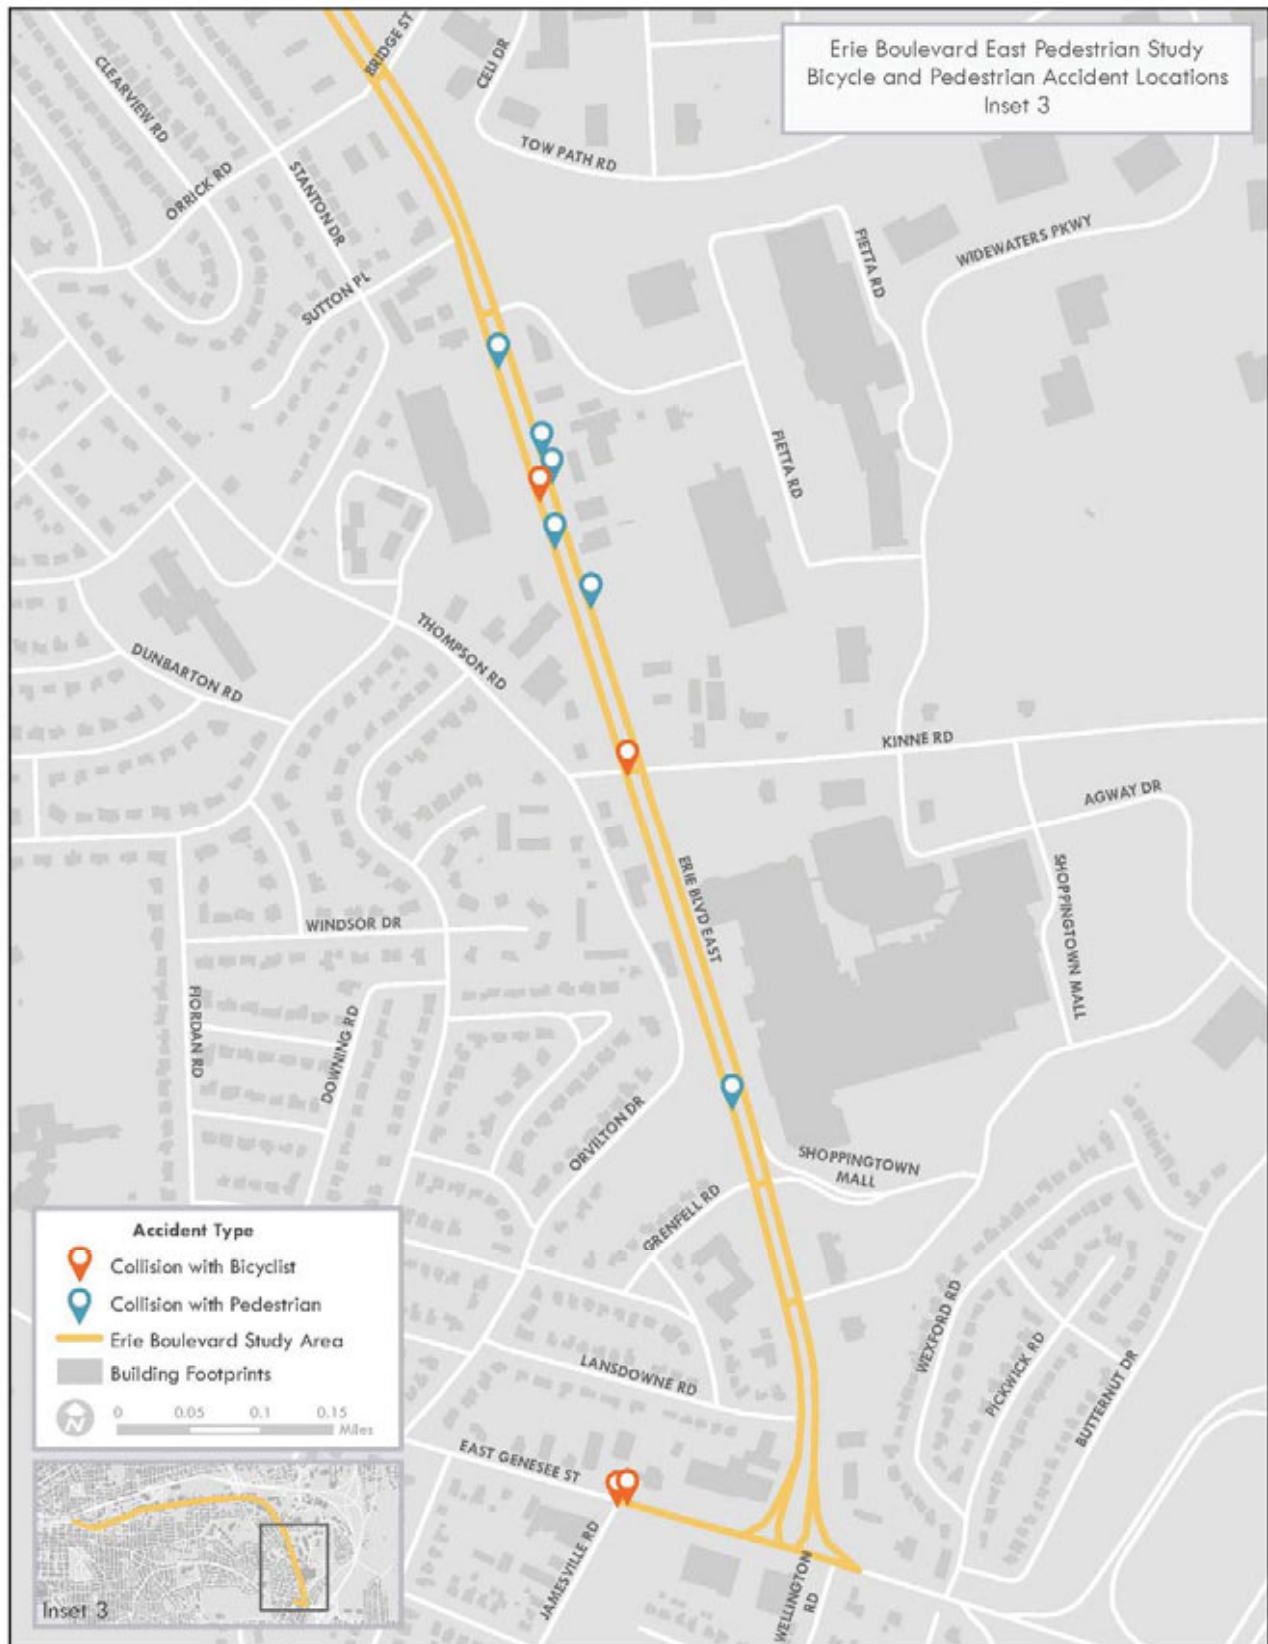 Erie Boulevard East Pedestrian Study
Bicycle and Pedestrian Accident Locations
Inset 3
BRIDGE ST
CELI DR
CLEARVIEW RD
TOW PATH RD
ORRICK RD
STANTON DR
SUTTON PL
FIETTA RD
WIDEWATERS PKWY
FIETTA RD
THOMPSON RD
DUNBARTON RD
KINNE RD
AGWAY DR
ERIE BLVD EAST
SHOPPINGTOWN MALL
WINDSOR DR
FIORDAN RD
DOWNING RD
ORVILTON DR
SHOPPINGTOWN
MALL
GRENFELL RD
WEXFORD RD
PICKWICK RD
BUTTERNUT DR
LANSDOWNE RD
EAST GENESEE ST
JAMESVILLE RD
WELLINGTON
RD
Accident Type
Collision with Bicyclist
Collision with Pedestrian
Erie Boulevard Study Area
Building Footprints
N
0 0.05 0.1 0.15
Miles
Inset 3